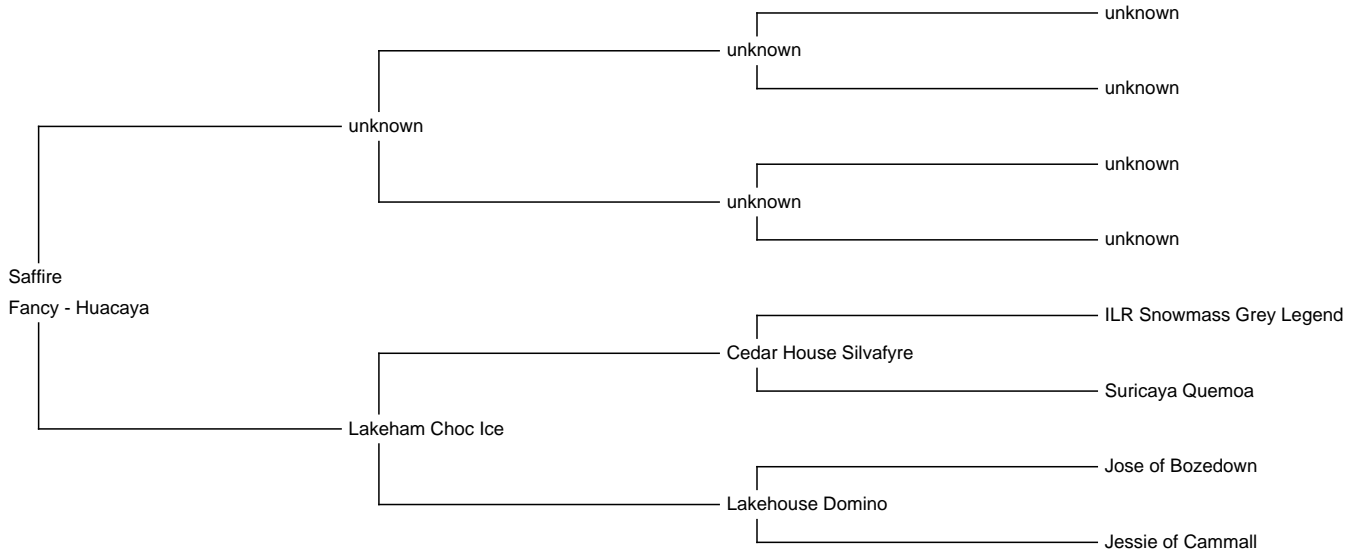 unknown
unknown
unknown
unknown
unknown
unknown
unknown
Saffire
Fancy - Huacaya
ILR Snowmass Grey Legend
Cedar House Silvafyre
Suricaya Quemoa
Lakeham Choc Ice
Jose of Bozedown
Lakehouse Domino
Jessie of Cammall